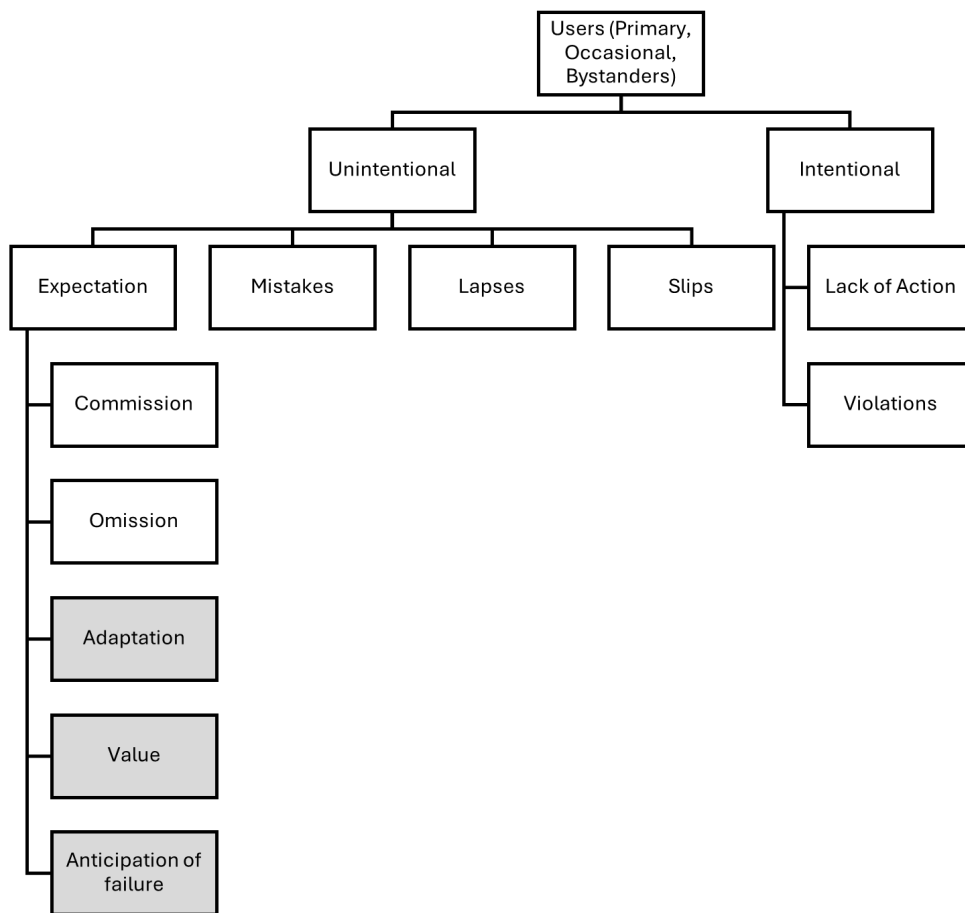 Users (Primary,
Occasional,
Bystanders)
Unintentional
Intentional
Expectation
Mistakes
Lapses
Slips
Lack of Action
Commission
Violations
Omission
Adaptation
Value
Anticipation of
failure